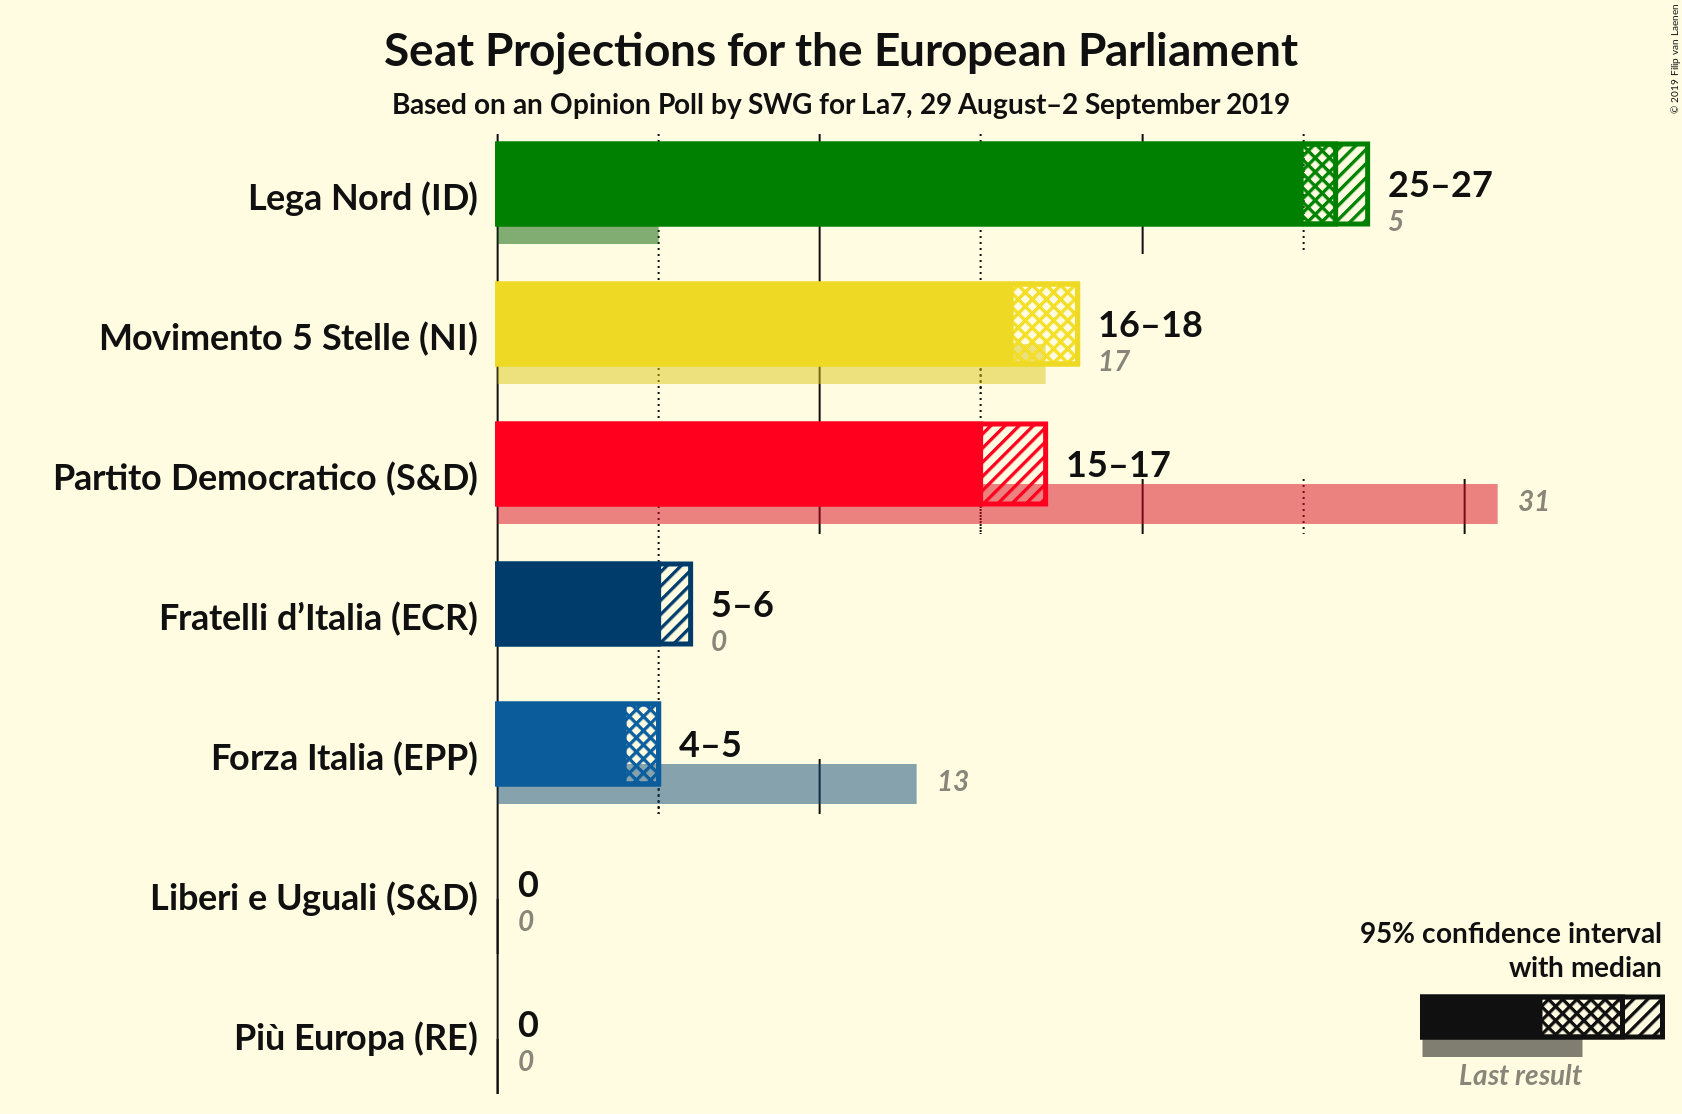 Seat Projections for the European Parliament
Based on an Opinion Poll by SWG for La7, 29 August–2 September 2019
© 2019 Filip van Laenen
Lega Nord (ID)
25–27
5
Movimento 5 Stelle (NI)
16–18
17
Partito Democratico (S&D)
15–17
31
Fratelli d’Italia (ECR)
5–6
0
Forza Italia (EPP)
4–5
13
Liberi e Uguali (S&D)
0
0
Più Europa (RE)
0
0
95% confidence interval
with median
Last result